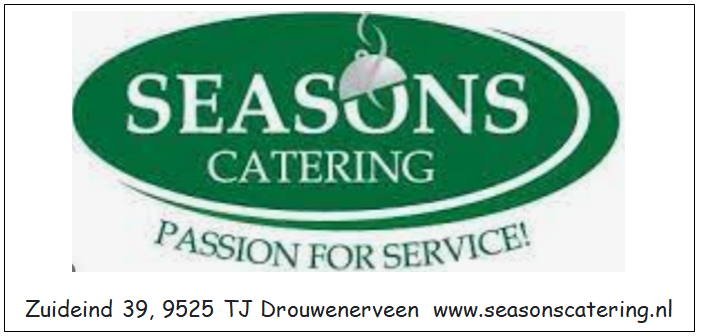 SEASONS
CATERING
PASSION FOR SERVICE!
Zuideind 39, 9525 TJ Drouwenerveen www.seasonscatering.nl